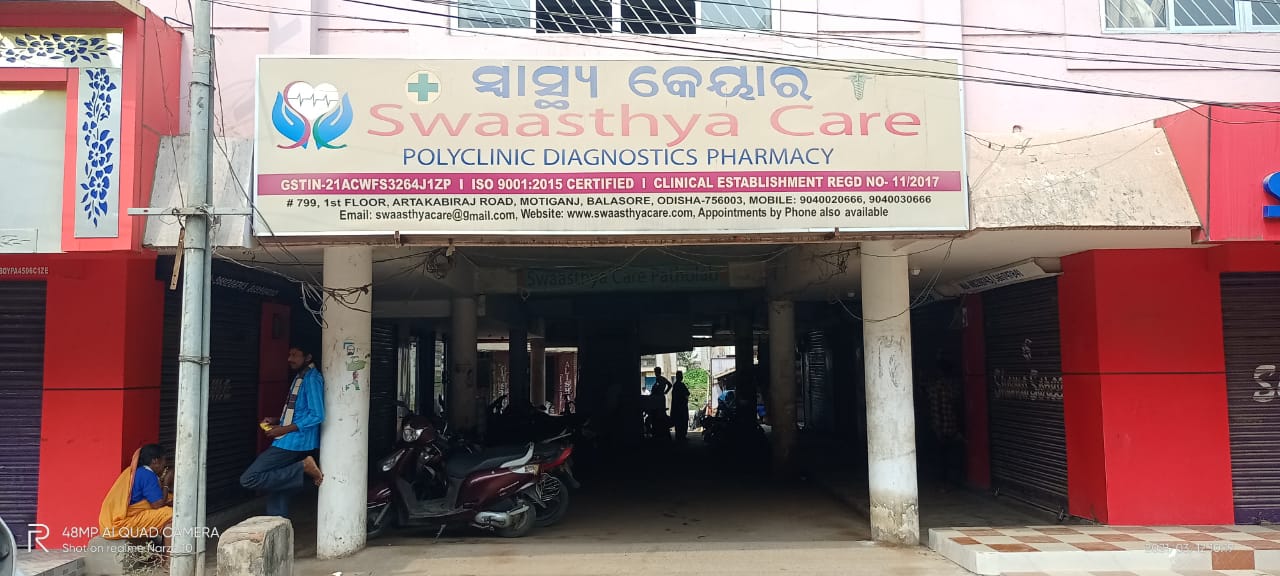 ସ୍ୱାସ୍ଥ୍ୟ କେୟାର
Swaasthya Care
POLYCLINIC DIAGNOSTICS PHARMACY
GSTIN-21ACWFS3264J1ZP I ISO 9001:2015 CERTIFIED I CLINICAL ESTABLISHMENT REGD NO- 11/2017
# 799, 1st FLOOR, ARTAKABIRAJ ROAD, MOTIGANJ, BALASORE, ODISHA-756003, MOBILE: 9040020666, 9040030666
Email: swaasthyacare@9mail.com, Website: www.swaasthyacare.com, Appointments by Phone also available
Swaasthya Care Patholab
48MP AI QUAD CAMERA
Shot on realme Narzo 10